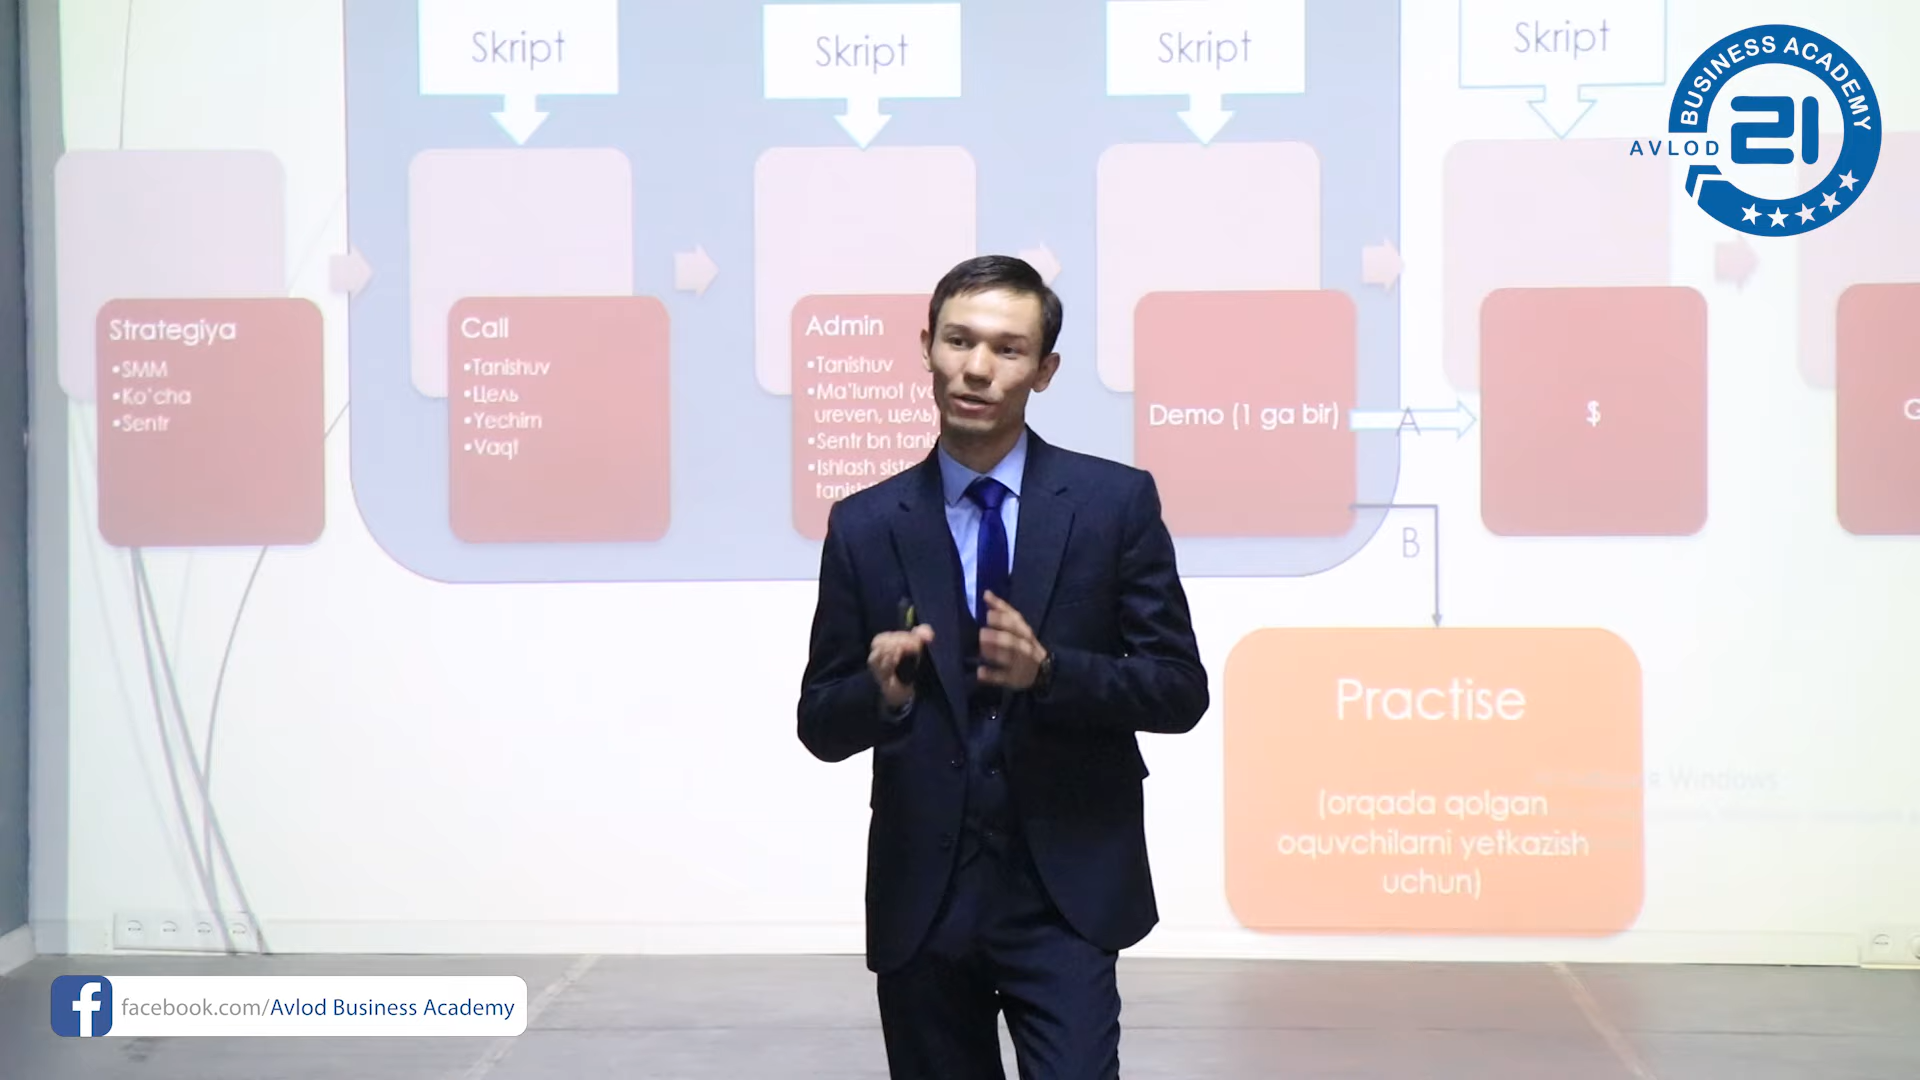 Skript
Skript
Skript
Skript
BUSINESS ACADEMY
AVLOD
21
Strategiya
•SMM
•Ko'cha
•Sentr
Call
•Tanishuv
•Цель
•Yechim
•Vaqt
Admin
•Tanishuv
•Ma'lumot
ureven, цель)
•Sentr bn
•Ishlash
Demo (1 ga bir)
A
$
B
Practise
(orqada qolgan
oquvchilarni yetkazish
uchun)
Windows
facebook.com/Avlod Business Academy